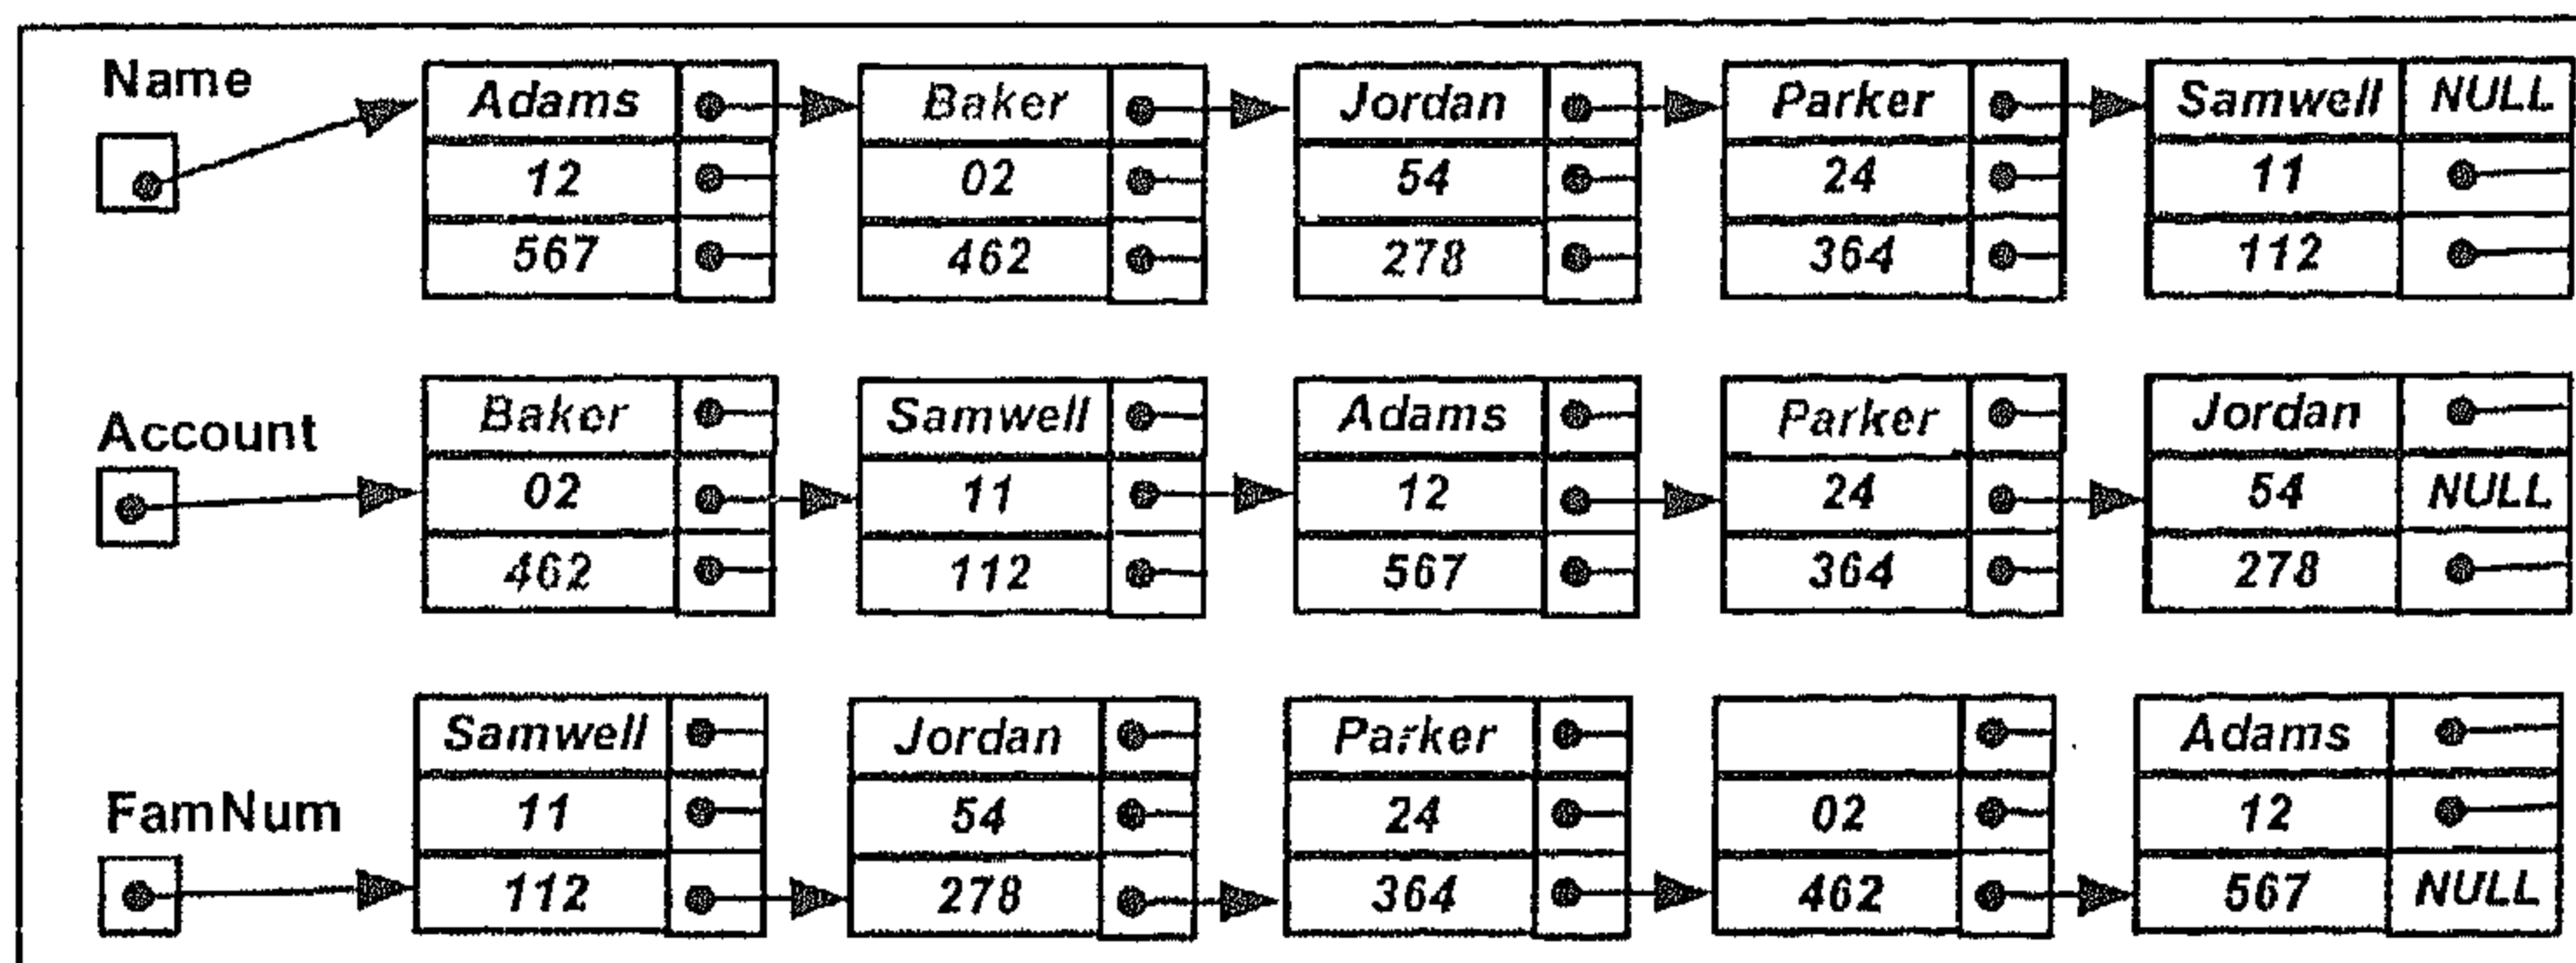 Name
Adams Baker Jordan Parker Samwell NULL
12 02 54 24 11
567 462 278 364 112
Account
Baker Samwell Adams Parker Jordan
02 11 12 24 54 NULL
462 112 567 364 278
Samwell Jordan Parker Adams
FamNum
11 54 24 02 12
112 278 364 462 567 NULL